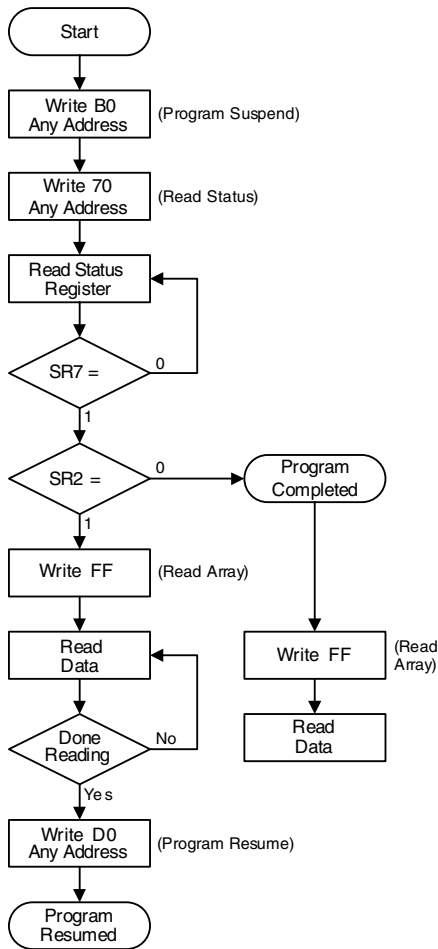 Start
Write B0
Any Address
(Program Suspend)
Write 70
Any Address
(Read Status)
Read Status
Register
SR7 =
0
1
SR2 =
0
1
Program
Completed
Write FF
(Read Array)
Read
Data
Write FF
(Read
Array)
Done
Reading
No
Yes
Read
Data
Write D0
Any Address
(Program Resume)
Program
Resumed